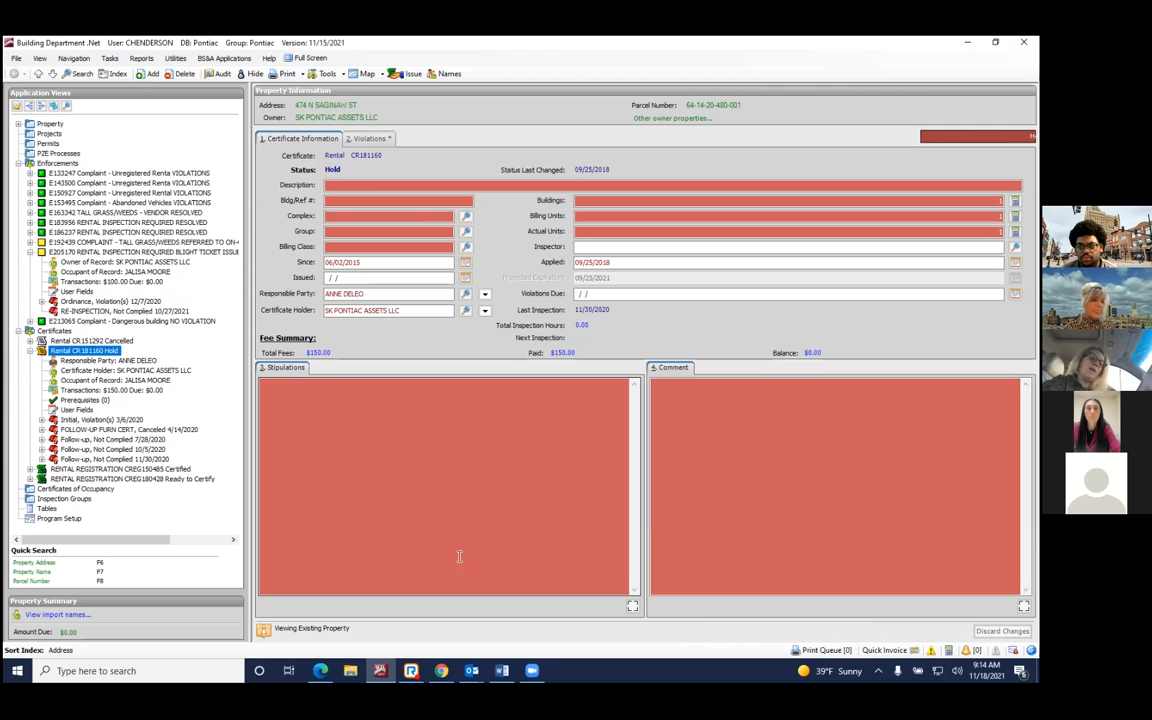 Building Department .Net User: CHENDERSON DB: Pontiac Group: Pontiac Version: 11/15/2021
File View Navigation Tasks Reports Utilities BS&A Applications Help Full Screen
Search Index Add Delete Audit Hide Print Tools Map Issue Names
Application Views
Property
Projects
Permits
PZE Processes
Enforcements
E133247 Complaint - Unregistered Renta VIOLATIONS
E143500 Complaint - Unregistered Rental VIOLATIONS
E150927 Complaint - Unregistered Rental VIOLATIONS
E153495 Complaint - Abandoned Vehicles VIOLATIONS
E163342 TALL GRASS/WEEDS - VENDOR RESOLVED
E183956 RENTAL INSPECTION REQUIRED RESOLVED
E186237 RENTAL INSPECTION REQUIRED RESOLVED
E192439 COMPLAINT - TALL GRASS/WEEDS REFERRED TO ON-
E205170 RENTAL INSPECTION REQUIRED BLIGHT TICKET ISSUE
Owner of Record: SK PONTIAC ASSETS LLC
Occupant of Record: JALISA MOORE
Transactions: $100.00 Due: $0.00
User Fields
Ordinance, Violation(s) 12/7/2020
RE-INSPECTION, Not Complied 10/27/2021
E213065 Complaint - Dangerous building NO VIOLATION
Certificates
Rental CR151292 Cancelled
Rental CR181160 Hold
Responsible Party: ANNE DELEO
Certificate Holder: SK PONTIAC ASSETS LLC
Occupant of Record: JALISA MOORE
Transactions: $150.00 Due: $0.00
Prerequisites (0)
User Fields
Initial, Violation(s) 3/6/2020
FOLLOW-UP FURN CERT, Canceled 4/14/2020
Follow-up, Not Complied 7/28/2020
Follow-up, Not Complied 10/5/2020
Follow-up, Not Complied 11/30/2020
RENTAL REGISTRATION CREG150485 Certified
RENTAL REGISTRATION CREG180428 Ready to Certify
Certificates of Occupancy
Inspection Groups
Tables
Program Setup
Quick Search
Property Address F6
Property Name F7
Parcel Number F8
Property Summary
View import names...
Amount Due: $0.00
Property Information
Address: 474 N SAGINAW ST Parcel Number: 64-14-20-480-001
Owner: SK PONTIAC ASSETS LLC Other owner properties...
1. Certificate Information 2. Violations *
Certificate: Rental CR181160
Status: Hold Status Last Changed: 09/25/2018
Description:
Bldg/Ref #: Buildings: 1
Complex: Billing Units: 1
Group: Actual Units: 1
Billing Class: Inspector:
Since: 06/02/2015 Applied: 09/25/2018
Issued: / / Projected Expiration: 09/25/2021
Responsible Party: ANNE DELEO Violations Due: / /
Certificate Holder: SK PONTIAC ASSETS LLC Last Inspection: 11/30/2020
Total Inspection Hours: 0.00
Fee Summary: Next Inspection:
Total Fees: $150.00 Paid: $150.00 Balance: $0.00
3. Stipulations 4. Comment
Viewing Existing Property Discard Changes
Sort Index: Address Print Queue [0] Quick Invoice [0]
Type here to search 39°F Sunny 9:14 AM
11/18/2021